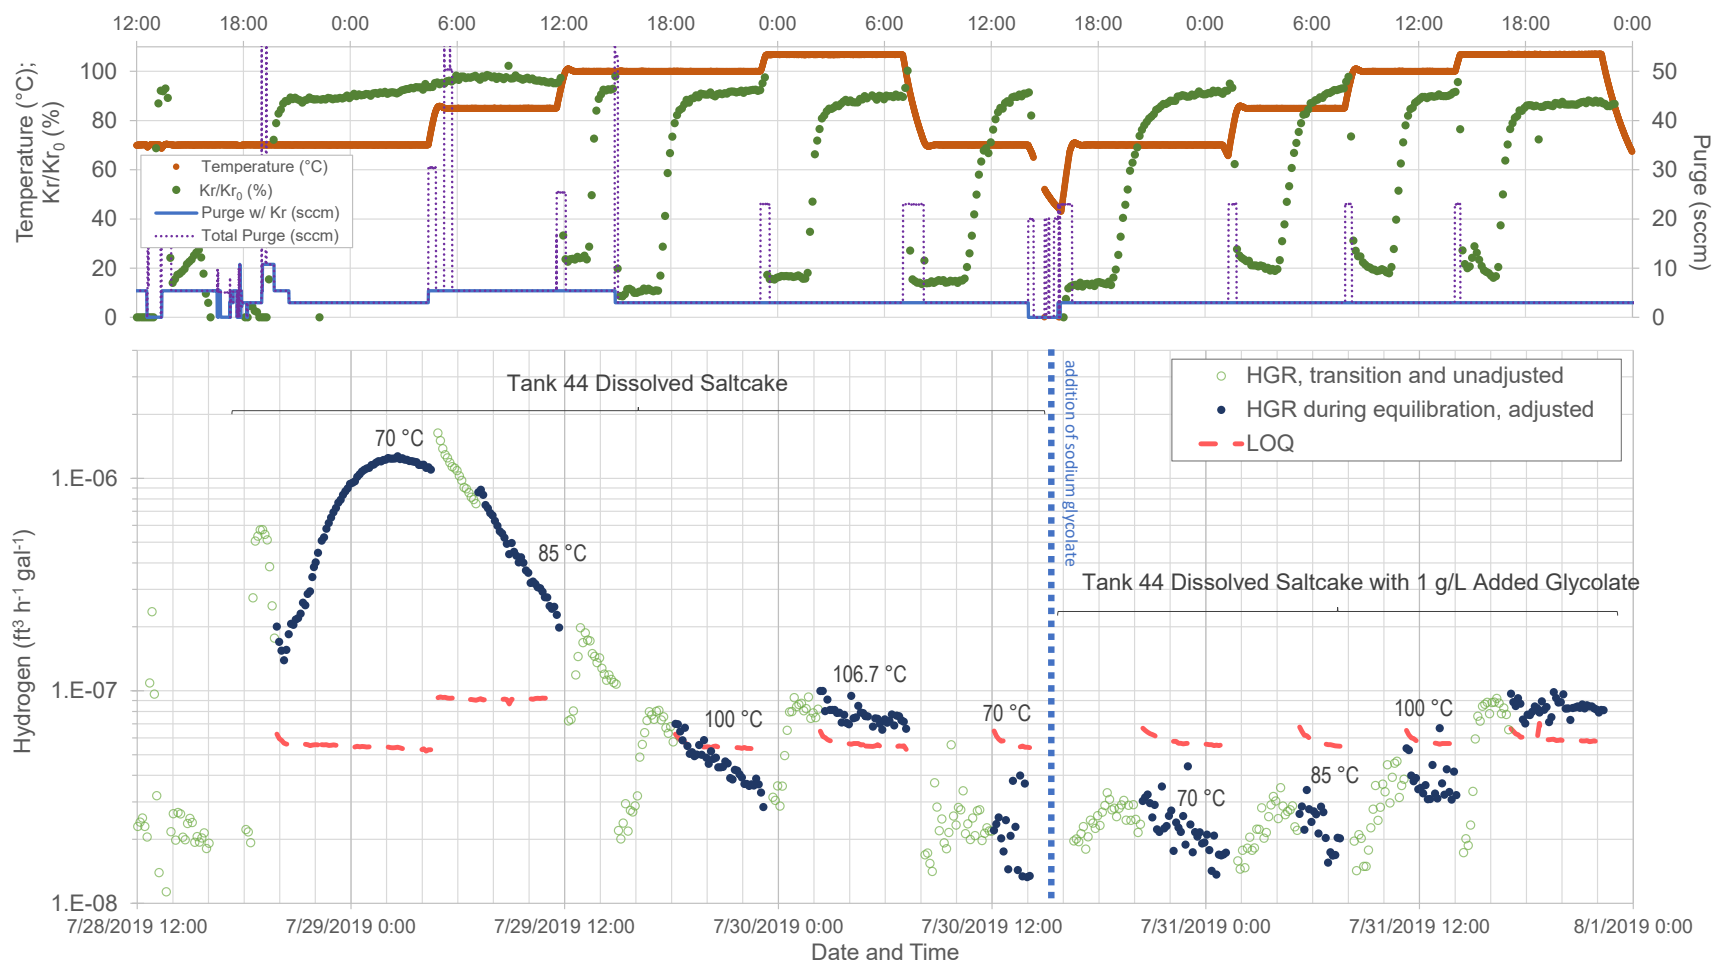 12:00 18:00 0:00 6:00 12:00 18:00 0:00 6:00 12:00 18:00 0:00 6:00 12:00 18:00 0:00
Temperature (°C);
Kr/Kr0 (%)
100
80
60
40
20
0
50
40
30
20
10
0
Purge (sccm)
Temperature (°C)
Kr/Kr0 (%)
Purge w/ Kr (sccm)
Total Purge (sccm)
Tank 44 Dissolved Saltcake
addition of sodium glycolate
HGR, transition and unadjusted
HGR during equilibration, adjusted
LOQ
70 °C
85 °C
100 °C
106.7 °C
70 °C
Tank 44 Dissolved Saltcake with 1 g/L Added Glycolate
70 °C
85 °C
100 °C
Hydrogen (ft³ h⁻¹ gal⁻¹)
1.E-06
1.E-07
1.E-08
7/28/2019 12:00 7/29/2019 0:00 7/29/2019 12:00 7/30/2019 0:00 7/30/2019 12:00 7/31/2019 0:00 7/31/2019 12:00 8/1/2019 0:00
Date and Time